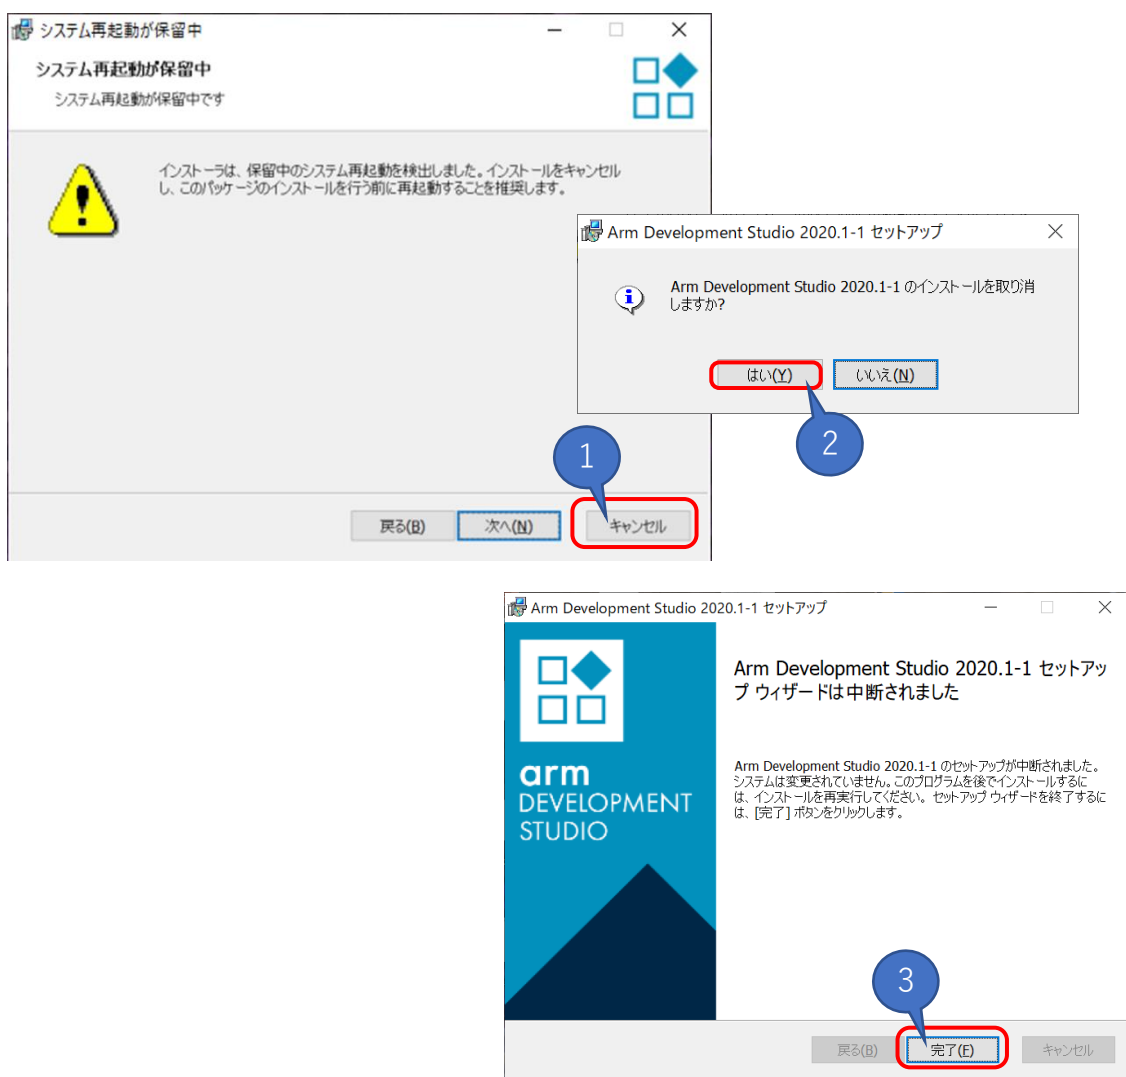 システム再起動が保留中
システム再起動が保留中
システム再起動が保留中です
インストーラは、保留中のシステム再起動を検出しました。インストールをキャンセル
し、このパッケージのインストールを行う前に再起動することを推奨します。
戻る(B)
次へ(N)
キャンセル
1
Arm Development Studio 2020.1-1 セットアップ
Arm Development Studio 2020.1-1 のインストールを取り消
しますか?
はい(Y)
いいえ(N)
2
Arm Development Studio 2020.1-1 セットアップ
arm
DEVELOPMENT
STUDIO
Arm Development Studio 2020.1-1 セットアッ
プ ウィザードは中断されました
Arm Development Studio 2020.1-1 のセットアップが中断されました。
システムは変更されていません。このプログラムを後でインストールするに
は、インストールを再実行してください。セットアップ ウィザードを終了するに
は、[完了] ボタンをクリックします。
3
戻る(B)
完了(F)
キャンセル